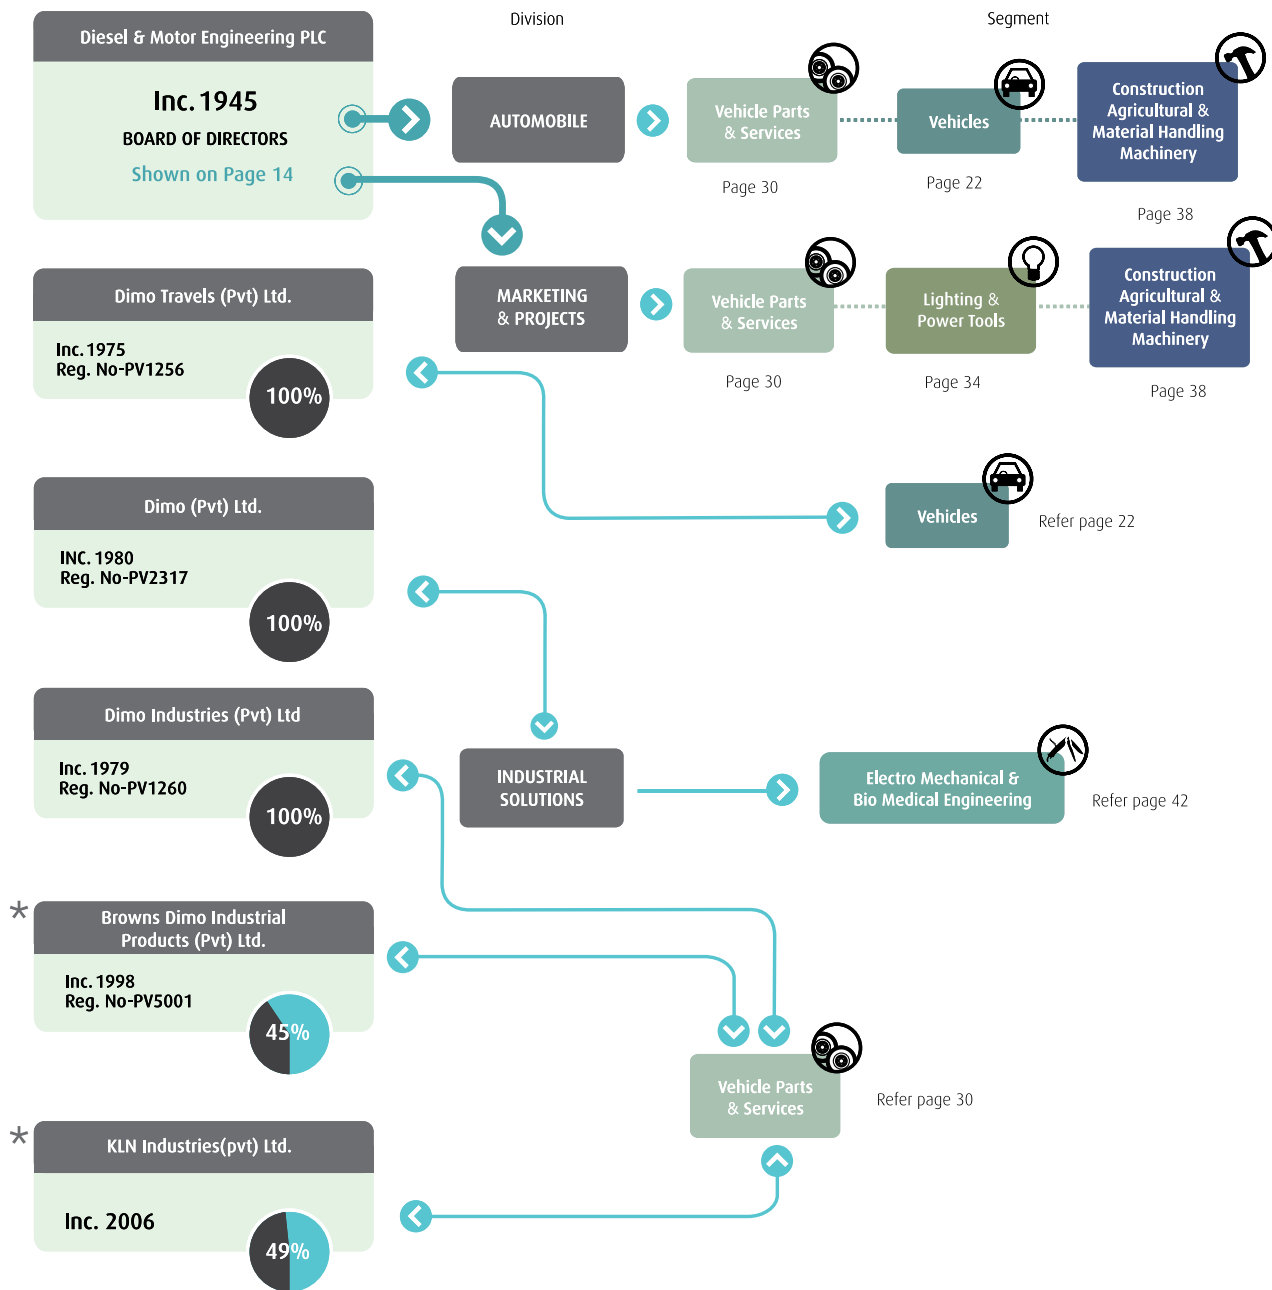 Division
Segment
Diesel & Motor Engineering PLC
Inc. 1945
BOARD OF DIRECTORS
Shown on Page 14
AUTOMOBILE
Vehicle Parts
& Services
Page 30
Vehicles
Page 22
Construction
Agricultural &
Material Handling
Machinery
Page 38
MARKETING
& PROJECTS
Vehicle Parts
& Services
Page 30
Lighting &
Power Tools
Page 34
Construction
Agricultural &
Material Handling
Machinery
Page 38
Dimo Travels (Pvt) Ltd.
Inc. 1975
Reg. No-PV1256
100%
Vehicles
Refer page 22
Dimo (Pvt) Ltd.
INC. 1980
Reg. No-PV2317
100%
Dimo Industries (Pvt) Ltd
Inc. 1979
Reg. No-PV1260
100%
INDUSTRIAL
SOLUTIONS
Electro Mechanical &
Bio Medical Engineering
Refer page 42
* Browns Dimo Industrial
Products (Pvt) Ltd.
Inc. 1998
Reg. No-PV5001
45%
Vehicle Parts
& Services
Refer page 30
* KLN Industries(pvt) Ltd.
Inc. 2006
49%